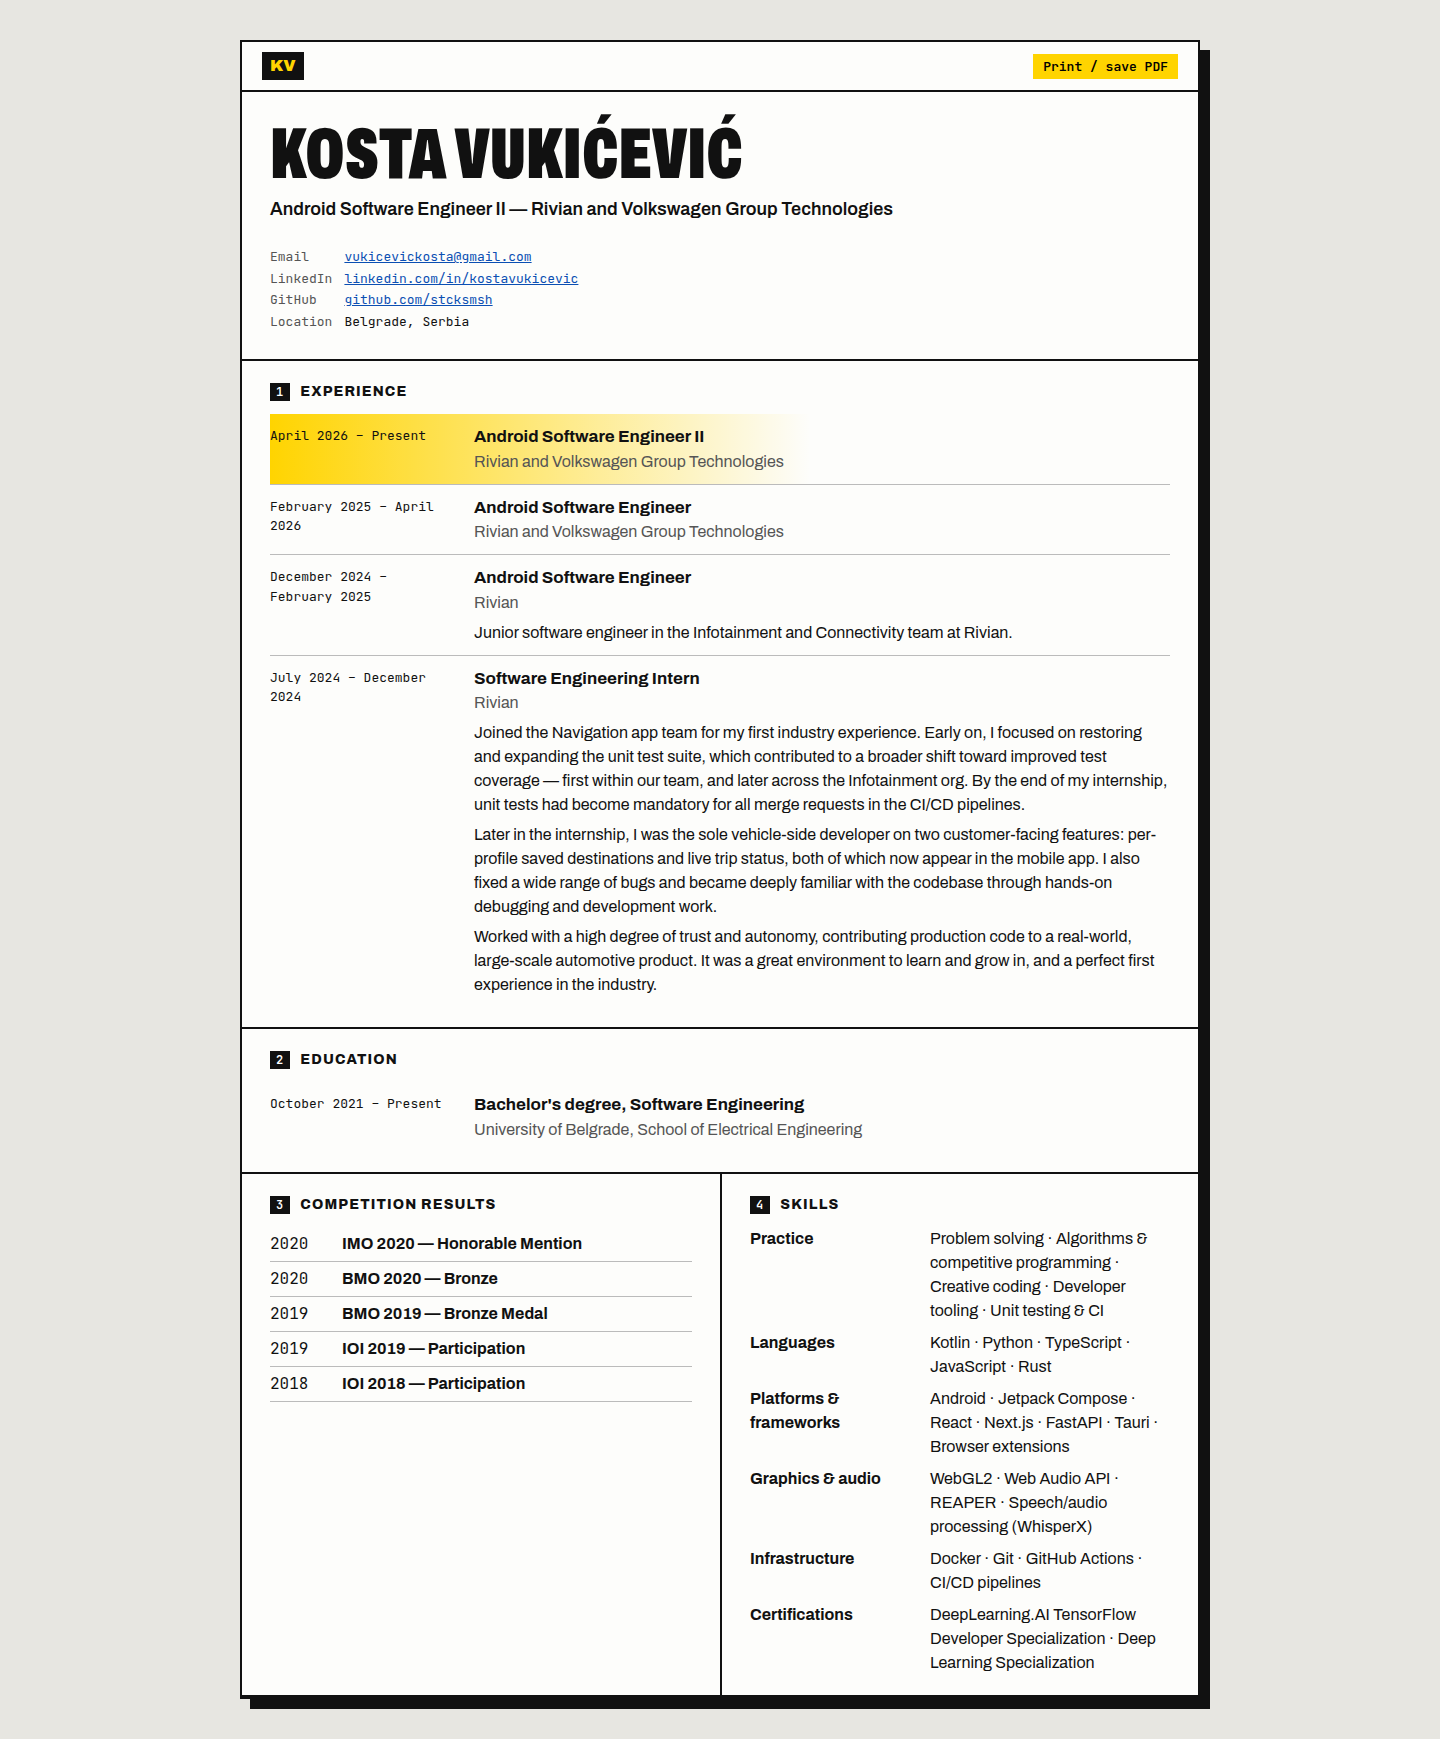 KV
Print / save PDF
KOSTA VUKIĆEVIĆ
Android Software Engineer II — Rivian and Volkswagen Group Technologies
Email vukicevickosta@gmail.com
LinkedIn linkedin.com/in/kostavukicevic
GitHub github.com/stcksmsh
Location Belgrade, Serbia
1 EXPERIENCE
April 2026 – Present
Android Software Engineer II
Rivian and Volkswagen Group Technologies
February 2025 – April
2026
Android Software Engineer
Rivian and Volkswagen Group Technologies
December 2024 –
February 2025
Android Software Engineer
Rivian
Junior software engineer in the Infotainment and Connectivity team at Rivian.
July 2024 – December
2024
Software Engineering Intern
Rivian
Joined the Navigation app team for my first industry experience. Early on, I focused on restoring
and expanding the unit test suite, which contributed to a broader shift toward improved test
coverage — first within our team, and later across the Infotainment org. By the end of my internship,
unit tests had become mandatory for all merge requests in the CI/CD pipelines.
Later in the internship, I was the sole vehicle-side developer on two customer-facing features: per-
profile saved destinations and live trip status, both of which now appear in the mobile app. I also
fixed a wide range of bugs and became deeply familiar with the codebase through hands-on
debugging and development work.
Worked with a high degree of trust and autonomy, contributing production code to a real-world,
large-scale automotive product. It was a great environment to learn and grow in, and a perfect first
experience in the industry.
2 EDUCATION
October 2021 – Present
Bachelor's degree, Software Engineering
University of Belgrade, School of Electrical Engineering
3 COMPETITION RESULTS
2020 IMO 2020 — Honorable Mention
2020 BMO 2020 — Bronze
2019 BMO 2019 — Bronze Medal
2019 IOI 2019 — Participation
2018 IOI 2018 — Participation
4 SKILLS
Practice
Problem solving · Algorithms &
competitive programming ·
Creative coding · Developer
tooling · Unit testing & CI
Languages
Kotlin · Python · TypeScript ·
JavaScript · Rust
Platforms &
frameworks
Android · Jetpack Compose ·
React · Next.js · FastAPI · Tauri ·
Browser extensions
Graphics & audio
WebGL2 · Web Audio API ·
REAPER · Speech/audio
processing (WhisperX)
Infrastructure
Docker · Git · GitHub Actions ·
CI/CD pipelines
Certifications
DeepLearning.AI TensorFlow
Developer Specialization · Deep
Learning Specialization